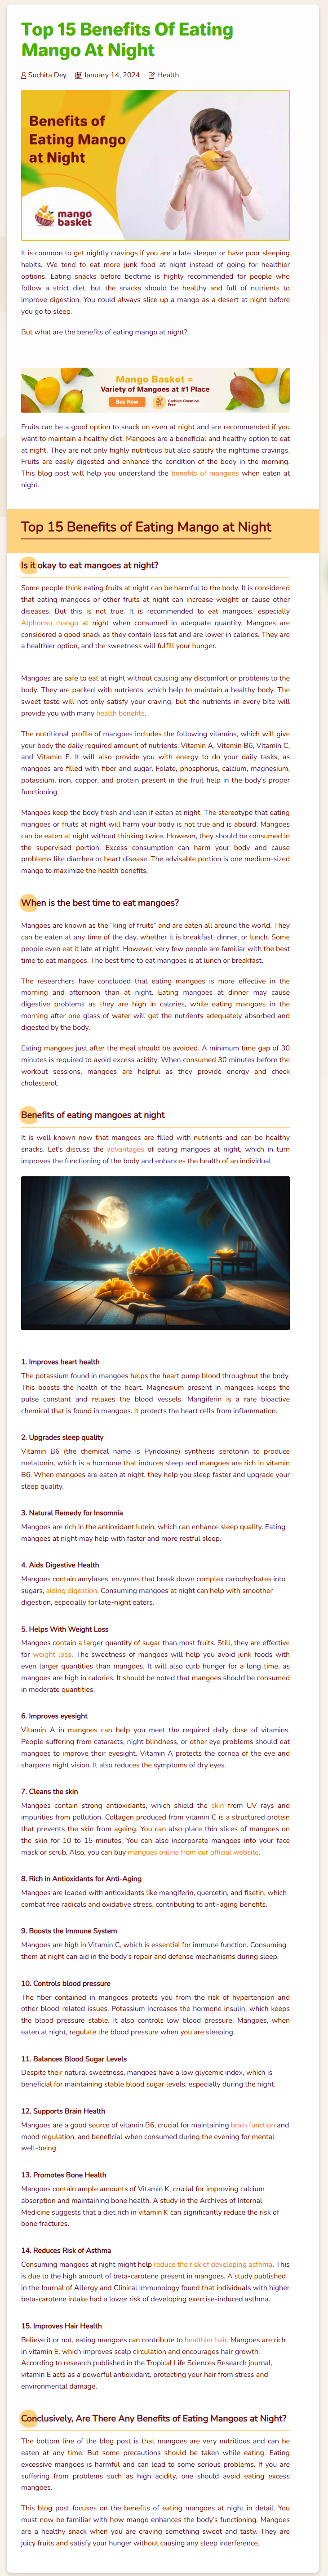 Top 15 Benefits Of Eating
Mango At Night
Suchita Dey January 14, 2024 Health
Benefits of
Eating Mango
at Night
mango
basket
It is common to get nightly cravings if you are a late sleeper or have poor sleeping
habits. We tend to eat more junk food at night instead of going for healthier
options. Eating snacks before bedtime is highly recommended for people who
follow a strict diet, but the snacks should be healthy and full of nutrients to
improve digestion. You could always slice up a mango as a desert at night before
you go to sleep.
But what are the benefits of eating mango at night?
Mango Basket =
Variety of Mangoes at #1 Place
Buy Now
Carbide-Chemical
Free
Fruits can be a good option to snack on even at night and are recommended if you
want to maintain a healthy diet. Mangoes are a beneficial and healthy option to eat
at night. They are not only highly nutritious but also satisfy the nighttime cravings.
Fruits are easily digested and enhance the condition of the body in the morning.
This blog post will help you understand the benefits of mangoes when eaten at
night.
Top 15 Benefits of Eating Mango at Night
Is it okay to eat mangoes at night?
Some people think eating fruits at night can be harmful to the body. It is considered
that eating mangoes or other fruits at night can increase weight or cause other
diseases. But this is not true. It is recommended to eat mangoes, especially
Alphonso mango at night when consumed in adequate quantity. Mangoes are
considered a good snack as they contain less fat and are lower in calories. They are
a healthier option, and the sweetness will fulfill your hunger.
Mangoes are safe to eat at night without causing any discomfort or problems to the
body. They are packed with nutrients, which help to maintain a healthy body. The
sweet taste will not only satisfy your craving, but the nutrients in every bite will
provide you with many health benefits.
The nutritional profile of mangoes includes the following vitamins, which will give
your body the daily required amount of nutrients: Vitamin A, Vitamin B6, Vitamin C,
and Vitamin E. It will also provide you with energy to do your daily tasks, as
mangoes are filled with fiber and sugar. Folate, phosphorus, calcium, magnesium,
potassium, iron, copper, and protein present in the fruit help in the body's proper
functioning.
Mangoes keep the body fresh and lean if eaten at night. The stereotype that eating
mangoes or fruits at night will harm your body is not true and is absurd. Mangoes
can be eaten at night without thinking twice. However, they should be consumed in
the supervised portion. Excess consumption can harm your body and cause
problems like diarrhea or heart disease. The advisable portion is one medium-sized
mango to maximize the health benefits.
When is the best time to eat mangoes?
Mangoes are known as the "king of fruits" and are eaten all around the world. They
can be eaten at any time of the day, whether it is breakfast, dinner, or lunch. Some
people even eat it late at night. However, very few people are familiar with the best
time to eat mangoes. The best time to eat mangoes is at lunch or breakfast.
The researchers have concluded that eating mangoes is more effective in the
morning and afternoon than at night. Eating mangoes at dinner may cause
digestive problems as they are high in calories, while eating mangoes in the
morning after one glass of water will get the nutrients adequately absorbed and
digested by the body.
Eating mangoes just after the meal should be avoided. A minimum time gap of 30
minutes is required to avoid excess acidity. When consumed 30 minutes before the
workout sessions, mangoes are helpful as they provide energy and check
cholesterol.
Benefits of eating mangoes at night
It is well known now that mangoes are filled with nutrients and can be healthy
snacks. Let's discuss the advantages of eating mangoes at night, which in turn
improves the functioning of the body and enhances the health of an individual.
1. Improves heart health
The potassium found in mangoes helps the heart pump blood throughout the body.
This boosts the health of the heart. Magnesium present in mangoes keeps the
pulse constant and relaxes the blood vessels. Mangiferin is a rare bioactive
chemical that is found in mangoes. It protects the heart cells from inflammation.
2. Upgrades sleep quality
Vitamin B6 (the chemical name is Pyridoxine) synthesis serotonin to produce
melatonin, which is a hormone that induces sleep and mangoes are rich in vitamin
B6. When mangoes are eaten at night, they help you sleep faster and upgrade your
sleep quality.
3. Natural Remedy for Insomnia
Mangoes are rich in the antioxidant lutein, which can enhance sleep quality. Eating
mangoes at night may help with faster and more restful sleep.
4. Aids Digestive Health
Mangoes contain amylases, enzymes that break down complex carbohydrates into
sugars, aiding digestion. Consuming mangoes at night can help with smoother
digestion, especially for late-night eaters.
5. Helps With Weight Loss
Mangoes contain a larger quantity of sugar than most fruits. Still, they are effective
for weight loss. The sweetness of mangoes will help you avoid junk foods with
even larger quantities than mangoes. It will also curb hunger for a long time, as
mangoes are high in calories. It should be noted that mangoes should be consumed
in moderate quantities.
6. Improves eyesight
Vitamin A in mangoes can help you meet the required daily dose of vitamins.
People suffering from cataracts, night blindness, or other eye problems should eat
mangoes to improve their eyesight. Vitamin A protects the cornea of the eye and
sharpens night vision. It also reduces the symptoms of dry eyes.
7. Cleans the skin
Mangoes contain strong antioxidants, which shield the skin from UV rays and
impurities from pollution. Collagen produced from vitamin C is a structured protein
that prevents the skin from ageing. You can also place thin slices of mangoes on
the skin for 10 to 15 minutes. You can also incorporate mangoes into your face
mask or scrub, Also, you can buy mangoes online from our official website.
8. Rich in Antioxidants for Anti-Aging
Mangoes are loaded with antioxidants like mangiferin, quercetin, and fisetin, which
combat free radicals and oxidative stress, contributing to anti-aging benefits.
9. Boosts the Immune System
Mangoes are high in Vitamin C, which is essential for immune function. Consuming
them at night can aid in the body's repair and defense mechanisms during sleep.
10. Controls blood pressure
The fiber contained in mangoes protects you from the risk of hypertension and
other blood-related issues. Potassium increases the hormone insulin, which keeps
the blood pressure stable. It also controls low blood pressure. Mangoes, when
eaten at night, regulate the blood pressure when you are sleeping.
11. Balances Blood Sugar Levels
Despite their natural sweetness, mangoes have a low glycemic index, which is
beneficial for maintaining stable blood sugar levels, especially during the night.
12. Supports Brain Health
Mangoes are a good source of vitamin B6, crucial for maintaining brain function and
mood regulation, and beneficial when consumed during the evening for mental
well-being.
13. Promotes Bone Health
Mangoes contain ample amounts of Vitamin K, crucial for improving calcium
absorption and maintaining bone health. A study in the Archives of Internal
Medicine suggests that a diet rich in vitamin K can significantly reduce the risk of
bone fractures.
14. Reduces Risk of Asthma
Consuming mangoes at night might help reduce the risk of developing asthma. This
is due to the high amount of beta-carotene present in mangoes. A study published
in the Journal of Allergy and Clinical Immunology found that individuals with higher
beta-carotene intake had a lower risk of developing exercise-induced asthma.
15. Improves Hair Health
Believe it or not, eating mangoes can contribute to healthier hair. Mangoes are rich
in vitamin E, which improves scalp circulation and encourages hair growth.
According to research published in the Tropical Life Sciences Research journal,
vitamin E acts as a powerful antioxidant, protecting your hair from stress and
environmental damage.
Conclusively, Are There Any Benefits of Eating Mangoes at Night?
The bottom line of the blog post is that mangoes are very nutritious and can be
eaten at any time. But some precautions should be taken while eating. Eating
excessive mangoes is harmful and can lead to some serious problems. If you are
suffering from problems such as high acidity, one should avoid eating excess
mangoes.
This blog post focuses on the benefits of eating mangoes at night in detail. You
must now be familiar with how mango enhances the body's functioning. Mangoes
are a healthy snack when you are craving something sweet and tasty. They are
juicy fruits and satisfy your hunger without causing any sleep interference.